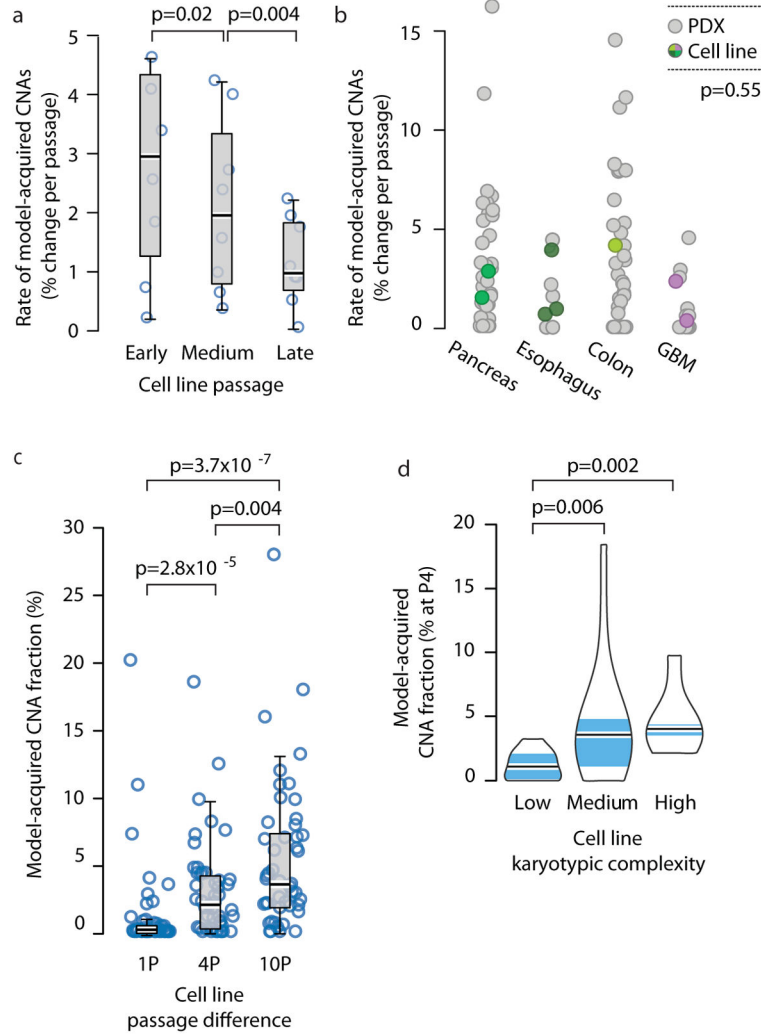 a
p=0.02
p=0.004
Rate of model-acquired CNAs
(% change per passage)
5
4
3
2
1
0
Early
Medium
Late
Cell line passage
b
PDX
Cell line
p=0.55
Rate of model-acquired CNAs
(% change per passage)
15
10
5
0
Pancreas
Esophagus
Colon
GBM
c
p=3.7x10 -7
p=0.004
p=2.8x10 -5
Model-acquired CNA fraction (%)
30
25
20
15
10
5
0
1P
4P
10P
Cell line
passage difference
d
p=0.002
p=0.006
Model-acquired
CNA fraction (% at P4)
20
15
10
5
0
Low
Medium
High
Cell line
karyotypic complexity